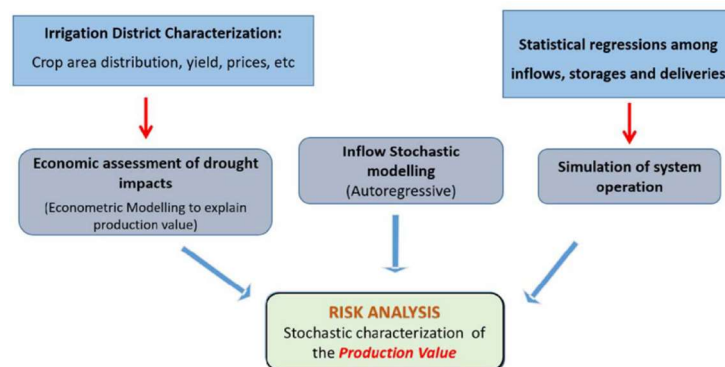 Irrigation District Characterization:
Crop area distribution, yield, prices, etc
Statistical regressions among
inflows, storages and deliveries
Economic assessment of drought
impacts
(Econometric Modelling to explain
production value)
Inflow Stochastic
modelling
(Autoregressive)
Simulation of system
operation
RISK ANALYSIS
Stochastic characterization of
the Production Value